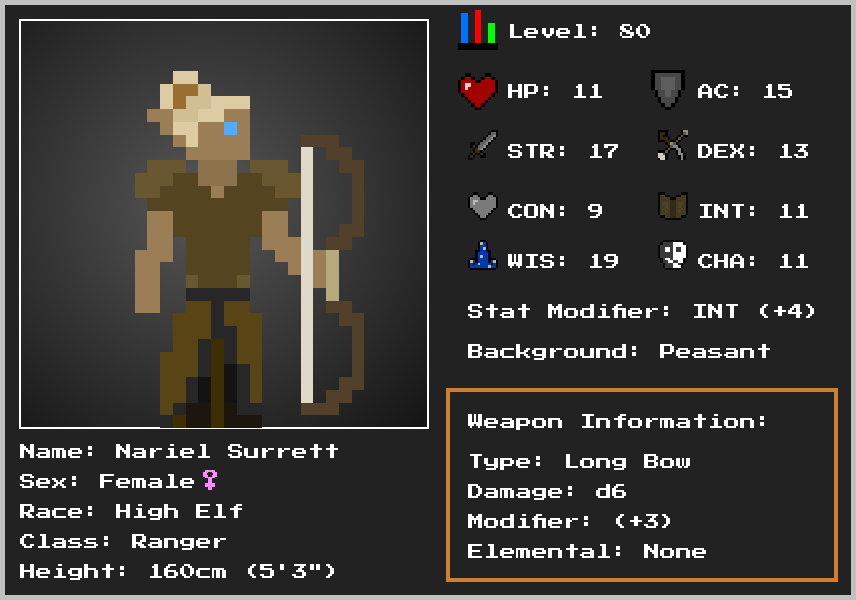 Level: 80
HP: 11 AC: 15
STR: 17 DEX: 13
CON: 9 INT: 11
WIS: 19 CHA: 11
Stat Modifier: INT (+4)
Background: Peasant
Weapon Information:
Type: Long Bow
Damage: d6
Modifier: (+3)
Elemental: None
Name: Nariel Surrett
Sex: Female♀
Race: High Elf
Class: Ranger
Height: 160cm (5'3")